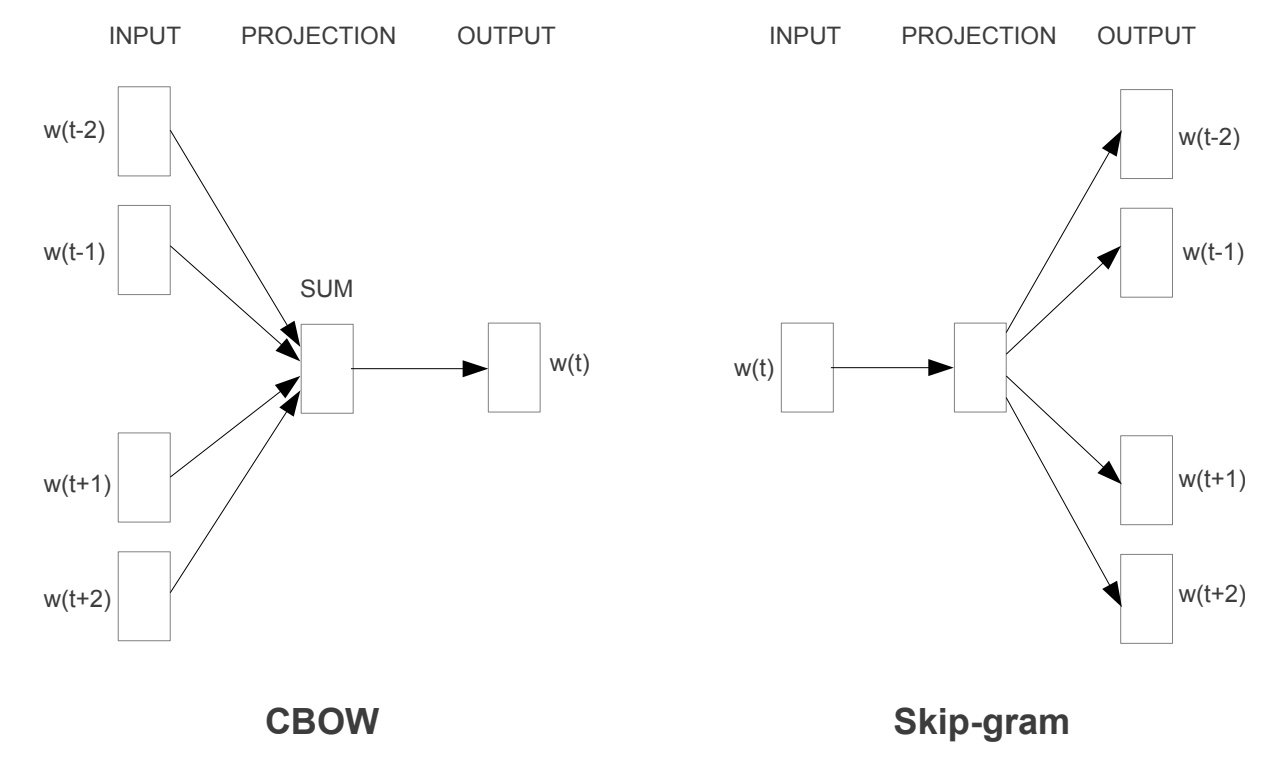 INPUT PROJECTION OUTPUT
w(t-2)
w(t-1)
SUM
w(t)
w(t+1)
w(t+2)
CBOW
INPUT PROJECTION OUTPUT
w(t-2)
w(t-1)
w(t)
w(t+1)
w(t+2)
Skip-gram